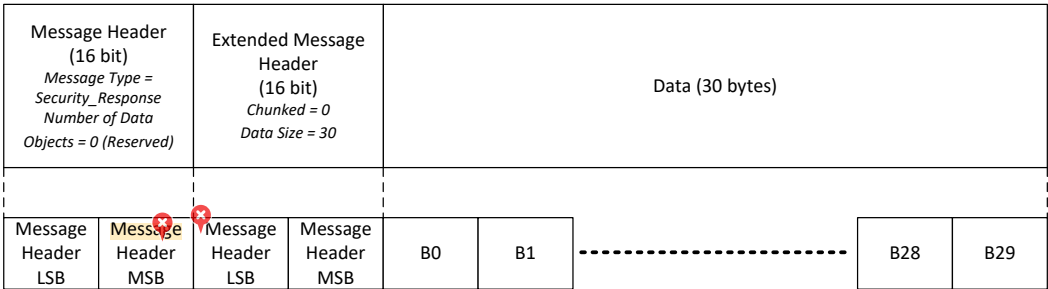 Message Header
(16 bit)
Message Type =
Security_Response
Number of Data
Objects = 0 (Reserved)
Extended Message
Header
(16 bit)
Chunked = 0
Data Size = 30
Data (30 bytes)
Message
Header
LSB
Message
Header
MSB
Message
Header
LSB
Message
Header
MSB
B0
B1
B28
B29